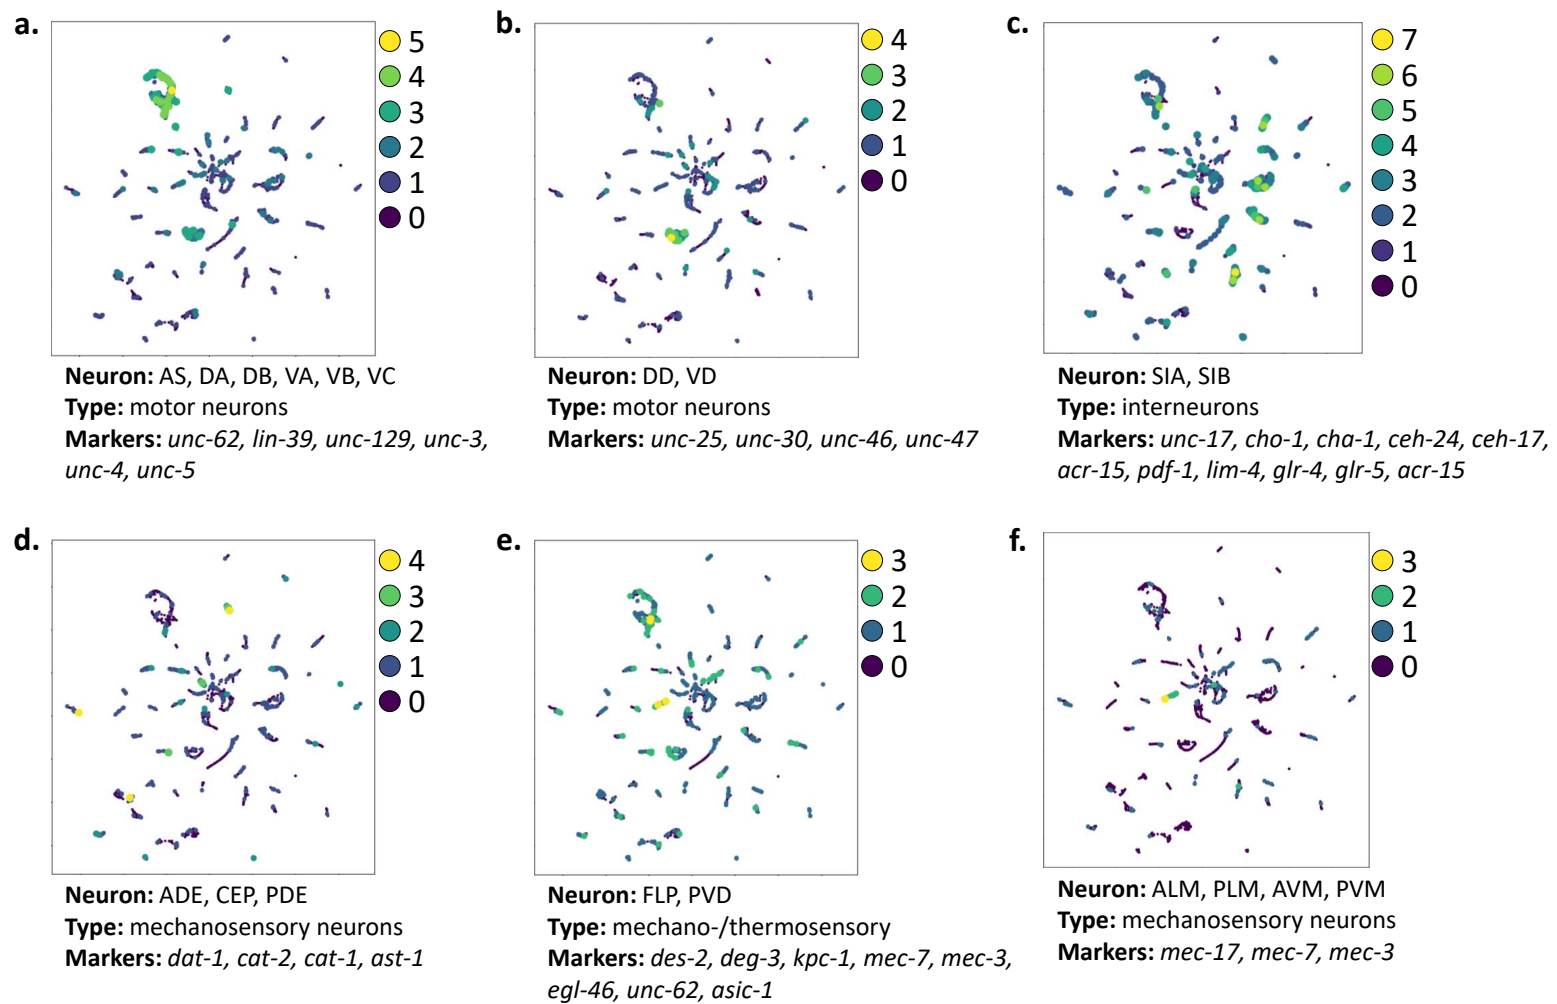 a.
5
4
3
2
1
0
Neuron: AS, DA, DB, VA, VB, VC
Type: motor neurons
Markers: unc-62, lin-39, unc-129, unc-3,
unc-4, unc-5
b.
4
3
2
1
0
Neuron: DD, VD
Type: motor neurons
Markers: unc-25, unc-30, unc-46, unc-47
c.
7
6
5
4
3
2
1
0
Neuron: SIA, SIB
Type: interneurons
Markers: unc-17, cho-1, cha-1, ceh-24, ceh-17,
acr-15, pdf-1, lim-4, glr-4, glr-5, acr-15
d.
4
3
2
1
0
Neuron: ADE, CEP, PDE
Type: mechanosensory neurons
Markers: dat-1, cat-2, cat-1, ast-1
e.
3
2
1
0
Neuron: FLP, PVD
Type: mechano-/thermosensory
Markers: des-2, deg-3, kpc-1, mec-7, mec-3,
egl-46, unc-62, asic-1
f.
3
2
1
0
Neuron: ALM, PLM, AVM, PVM
Type: mechanosensory neurons
Markers: mec-17, mec-7, mec-3